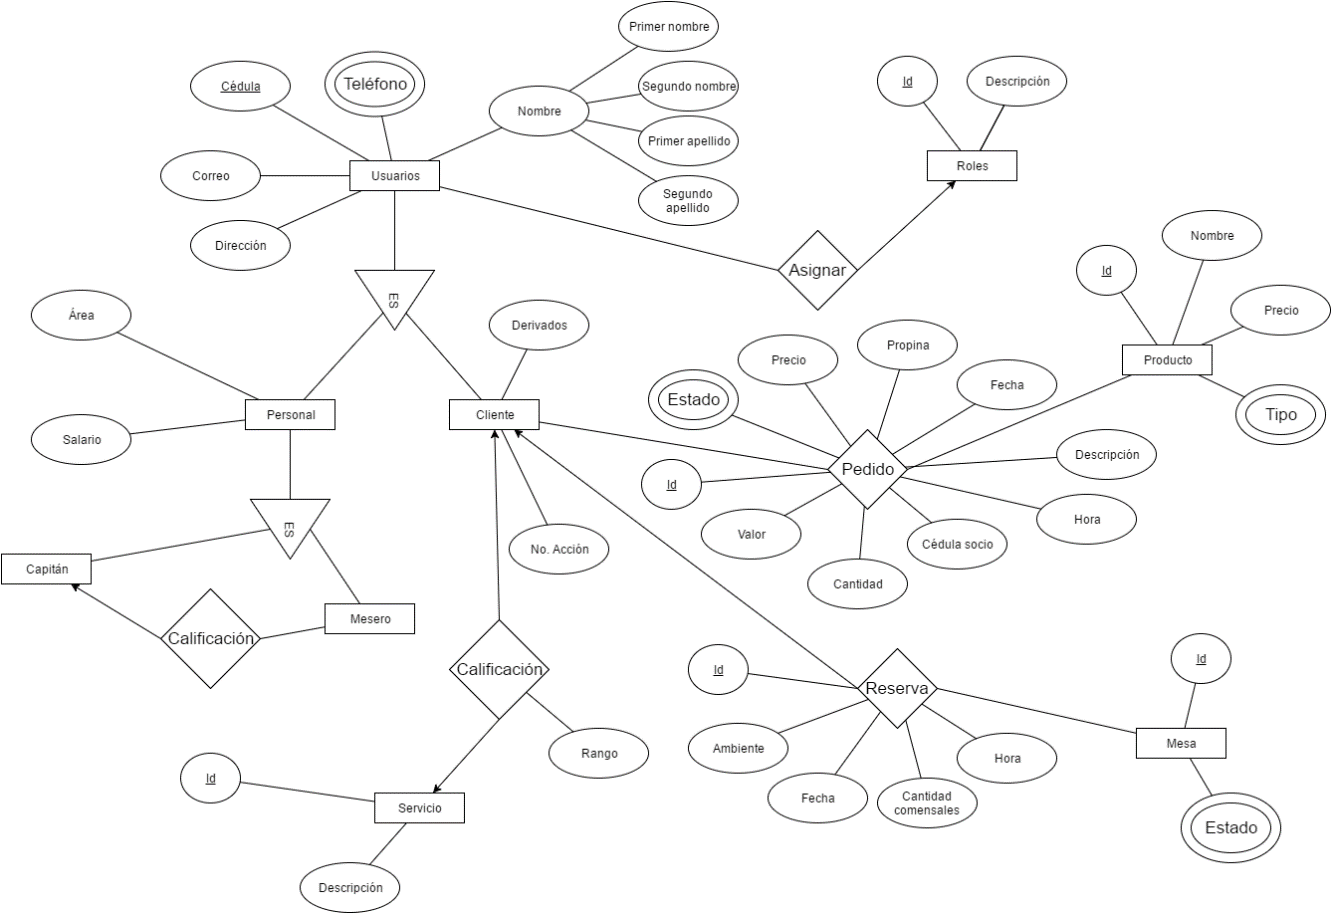 Primer nombre
Cédula
Teléfono
Nombre
Segundo nombre
Primer apellido
Segundo
apellido
Correo
Usuarios
Dirección
Id
Descripción
Roles
Asignar
ES
Área
Salario
Personal
Derivados
Cliente
No. Acción
Id
Nombre
Precio
Producto
Tipo
Estado
Precio
Propina
Fecha
Pedido
Descripción
Id
Valor
Cantidad
Cédula socio
Hora
ES
Capitán
Mesero
Calificación
Calificación
Rango
Id
Servicio
Descripción
Id
Reserva
Ambiente
Fecha
Cantidad
comensales
Hora
Id
Mesa
Estado